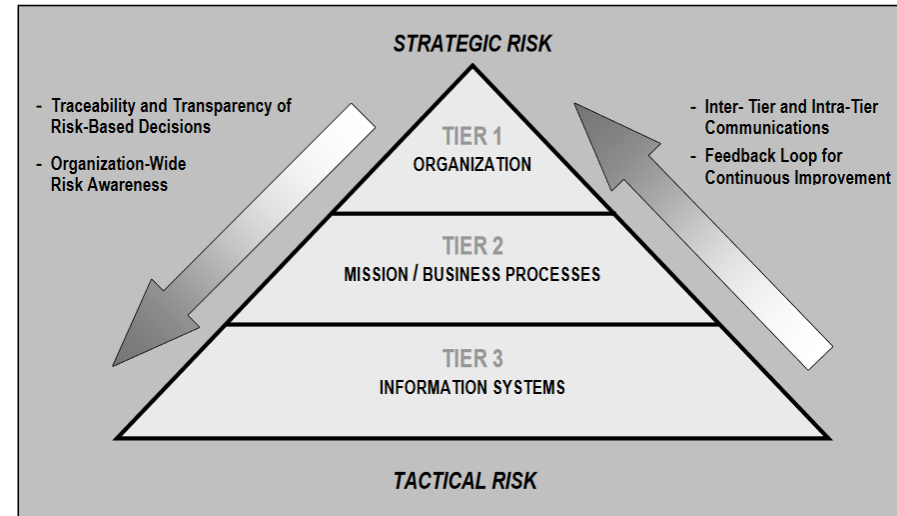 STRATEGIC RISK
- Traceability and Transparency of
Risk-Based Decisions
- Organization-Wide
Risk Awareness
- Inter- Tier and Intra-Tier
Communications
- Feedback Loop for
Continuous Improvement
TIER 1
ORGANIZATION
TIER 2
MISSION / BUSINESS PROCESSES
TIER 3
INFORMATION SYSTEMS
TACTICAL RISK